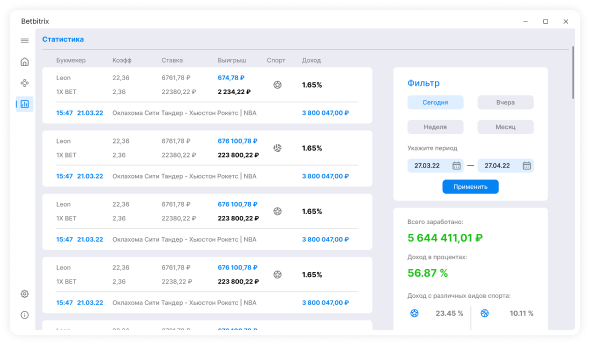 Betbitrix
Статистика
Букмекер Коэфф Ставка Выигрыш Спорт Доход
Leon 22,36 6761,78 ₽ 674,78 ₽
1X BET 2,36 22380,22 ₽ 2 234,22 ₽
1.65%
15:47 21.03.22 Оклахома Сити Тандер - Хьюстон Рокетс | NBA 3 800 047,00 ₽
Leon 22,36 6761,78 ₽ 676 100,78 ₽
1X BET 2,36 22380,22 ₽ 223 800,22 ₽
1.65%
15:47 21.03.22 Оклахома Сити Тандер - Хьюстон Рокетс | NBA 3 800 047,00 ₽
Leon 22,36 6761,78 ₽ 676 100,78 ₽
1X BET 2,36 22380,22 ₽ 223 800,22 ₽
1.65%
15:47 21.03.22 Оклахома Сити Тандер - Хьюстон Рокетс | NBA 3 800 047,00 ₽
Leon 22,36 6761,78 ₽ 676 100,78 ₽
1X BET 2,36 2238,22 ₽ 223 800,22 ₽
1.65%
15:47 21.03.22 Оклахома Сити Тандер - Хьюстон Рокетс | NBA 3 800 047,00 ₽
Leon 22,36 6761,78 ₽ 676 100,78 ₽
Фильтр
Сегодня Вчера
Неделя Месяц
Укажите период
27.03.22 — 27.04.22
Применить
Всего заработано:
5 644 411,01 ₽
Доход в процентах:
56.87 %
Доход с различных видов спорта:
23.45 % 10.11 %